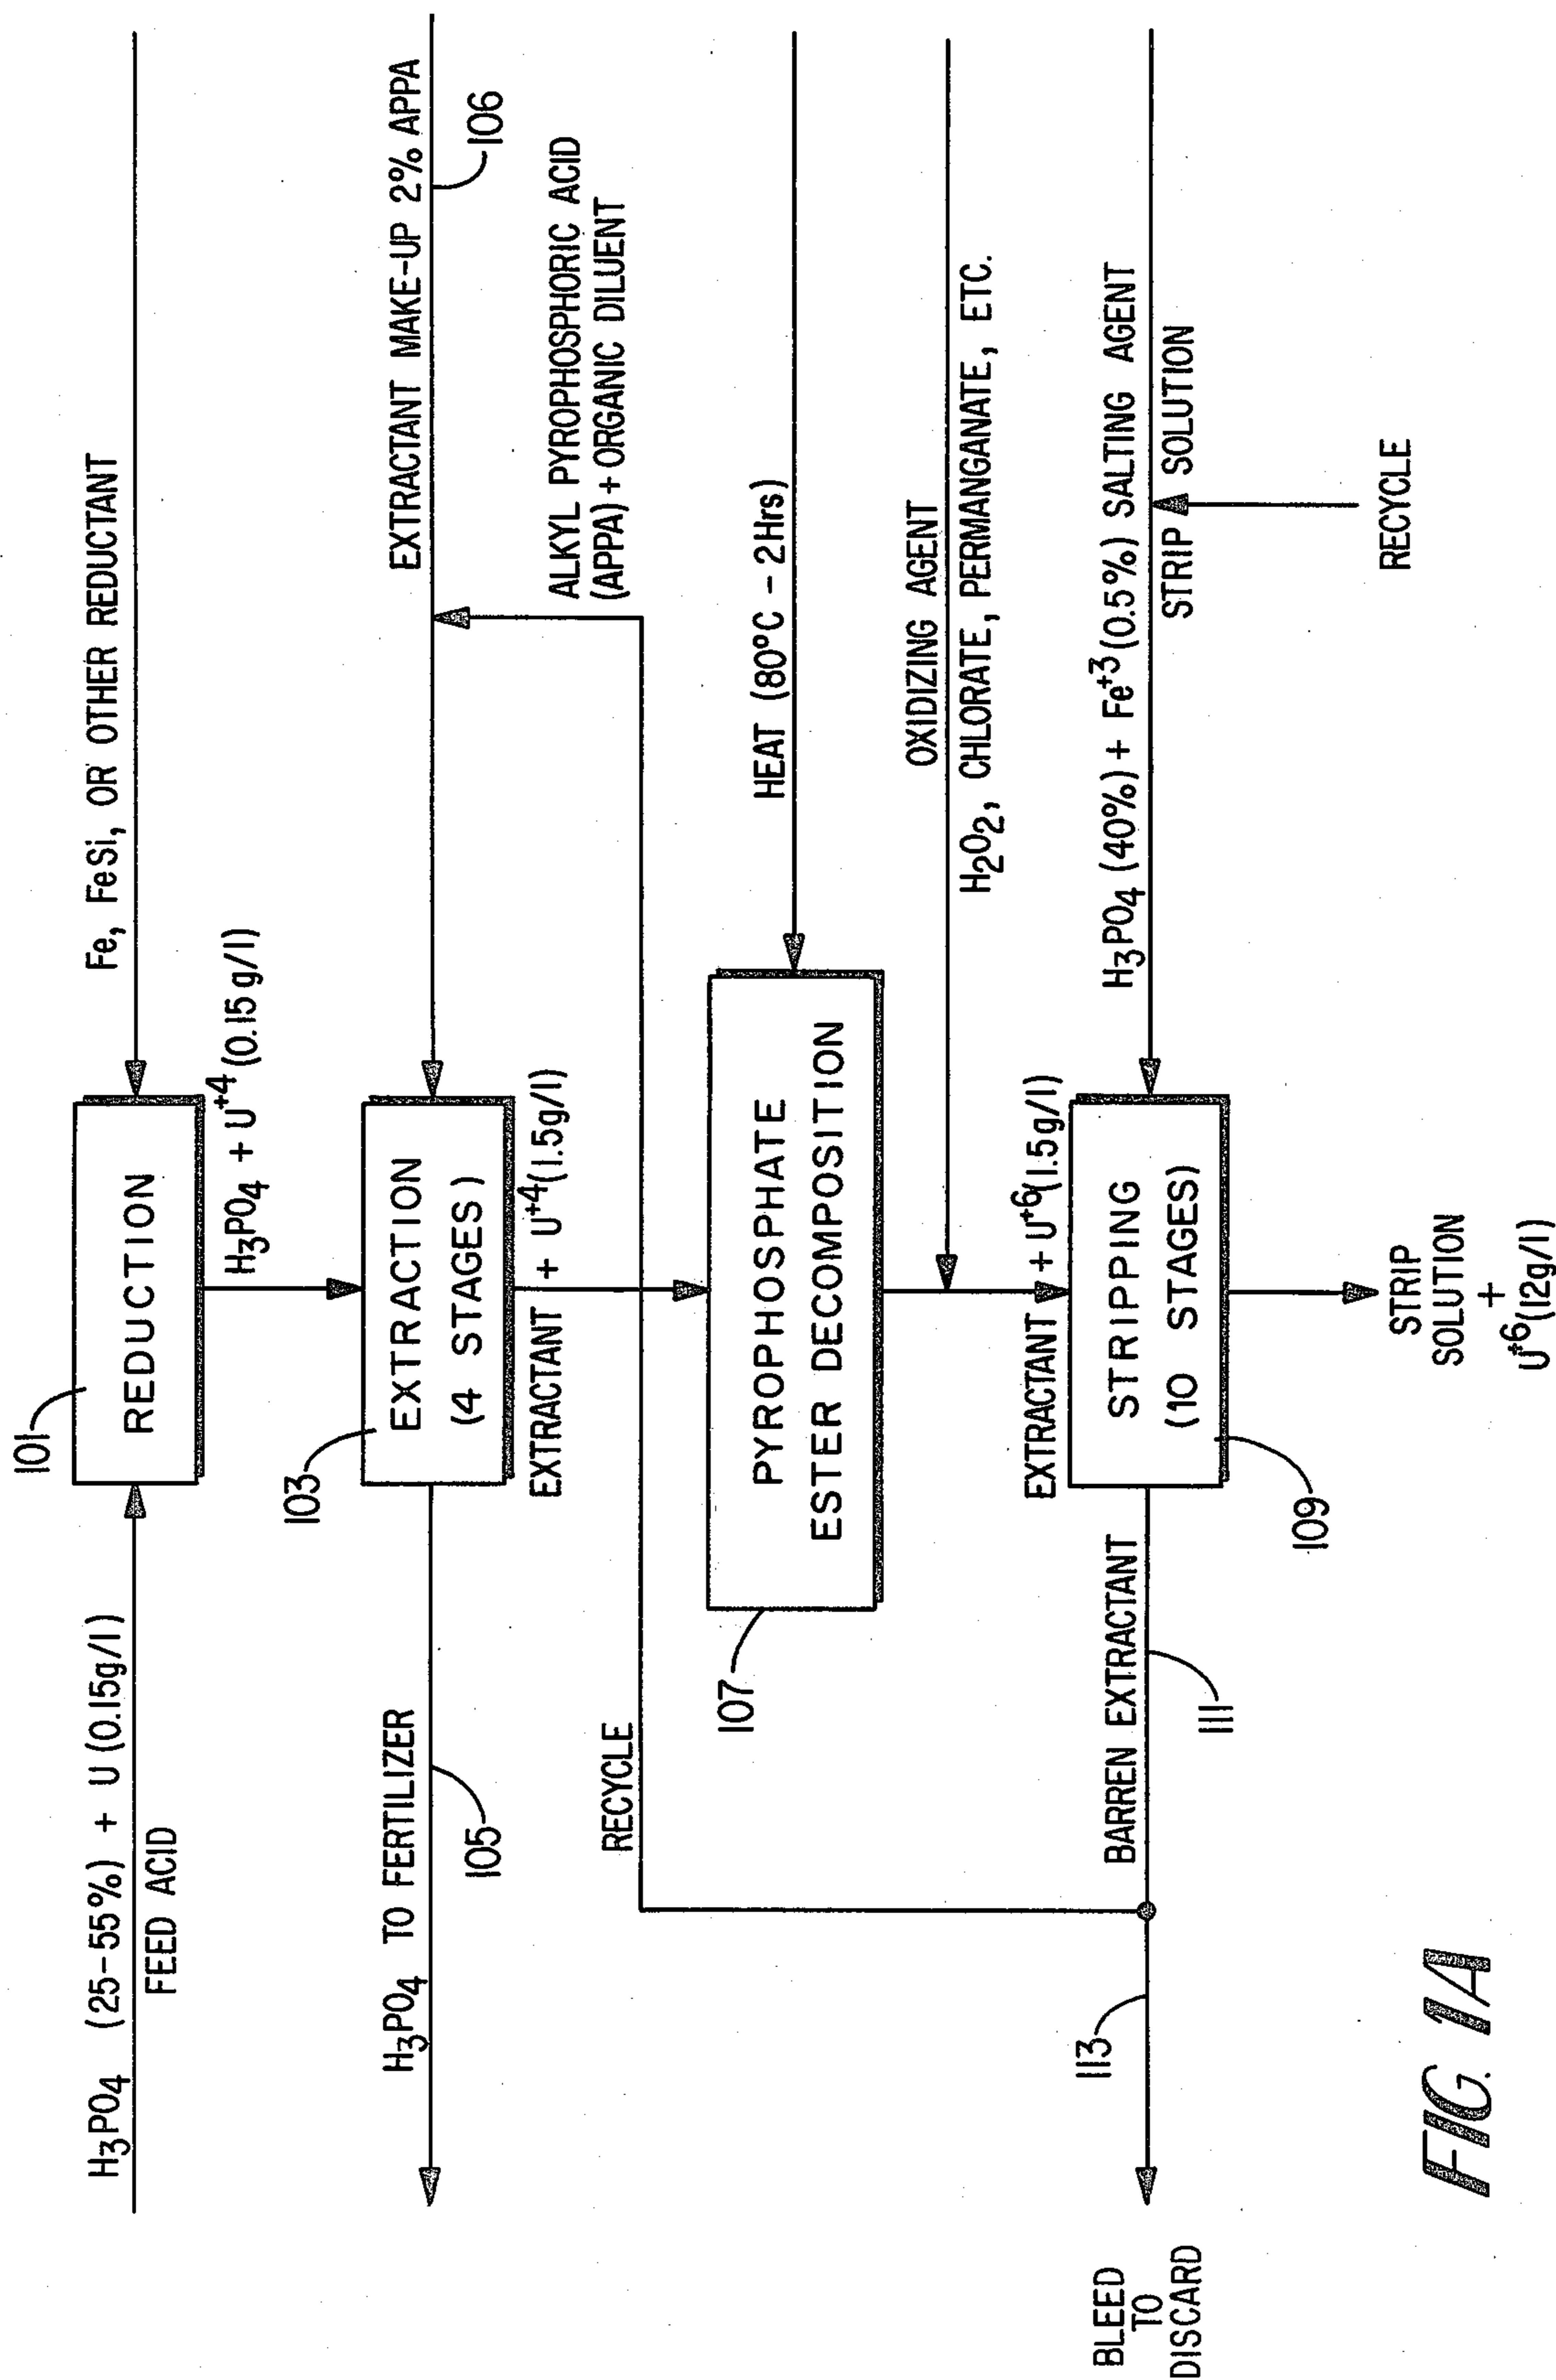 H3PO4 (25-55%) + U (0.15g/l)
FEED ACID
Fe, FeSi, OR OTHER REDUCTANT
101
REDUCTION
H3PO4 + U+4 (0.15 g/l)
EXTRACTANT MAKE-UP 2% APPA
106
H3PO4 TO FERTILIZER
105
103
EXTRACTION
(4 STAGES)
ALKYL PYROPHOSPHORIC ACID
(APPA) + ORGANIC DILUENT
EXTRACTANT + U+4(1.5g/l)
RECYCLE
HEAT (80°C - 2Hrs)
107
PYROPHOSPHATE
ESTER DECOMPOSITION
OXIDIZING AGENT
H2O2, CHLORATE, PERMANGANATE, ETC.
EXTRACTANT + U+6(1.5g/l)
H3PO4 (40%) + Fe+3(0.5%) SALTING AGENT
STRIP SOLUTION
RECYCLE
STRIPPING
(10 STAGES)
109
BARREN EXTRACTANT
111
113
BLEED
TO
DISCARD
STRIP
SOLUTION
+
U+6(12g/l)
FIG. 1A